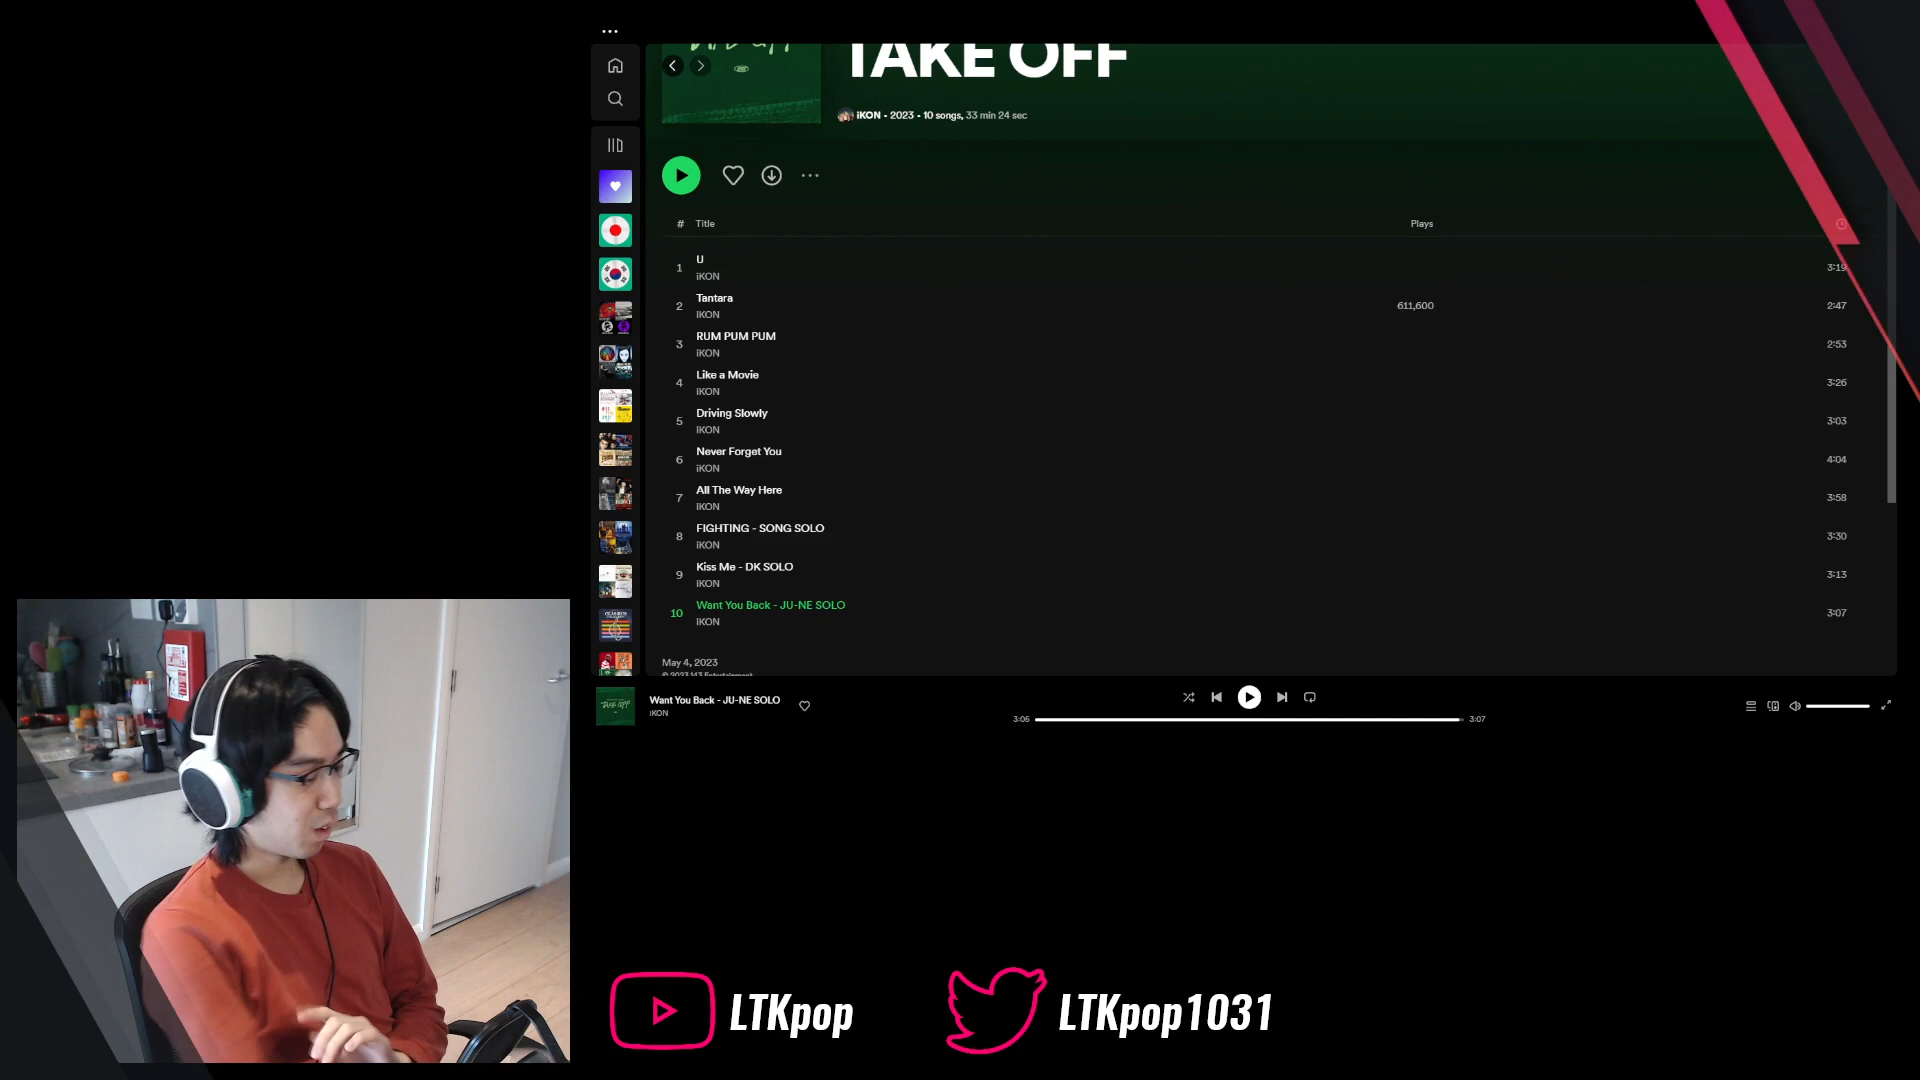 TAKE OFF
iKON • 2023 • 10 songs, 33 min 24 sec
# Title Plays
1 U 3:19
iKON
2 Tantara 611,600 2:47
iKON
3 RUM PUM PUM 2:53
iKON
4 Like a Movie 3:26
iKON
5 Driving Slowly 3:03
iKON
6 Never Forget You 4:04
iKON
7 All The Way Here 3:58
iKON
8 FIGHTING - SONG SOLO 3:30
iKON
9 Kiss Me - DK SOLO 3:13
iKON
10 Want You Back - JU-NE SOLO 3:07
iKON
May 4, 2023
© 2023 143 Entertainment
Want You Back - JU-NE SOLO
iKON
3:05 3:07
LTKpop LTKpop1031